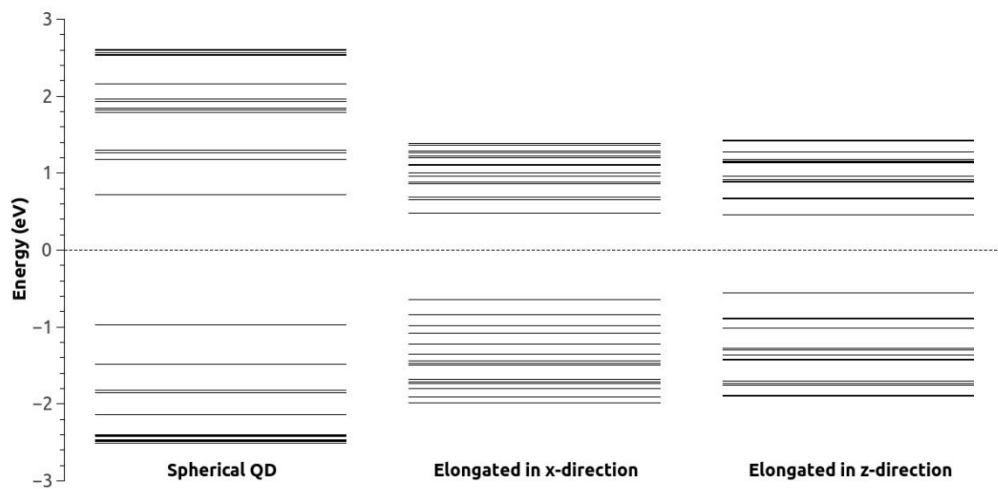 3
2
1
0
−1
−2
−3
Energy (eV)
Spherical QD
Elongated in x-direction
Elongated in z-direction